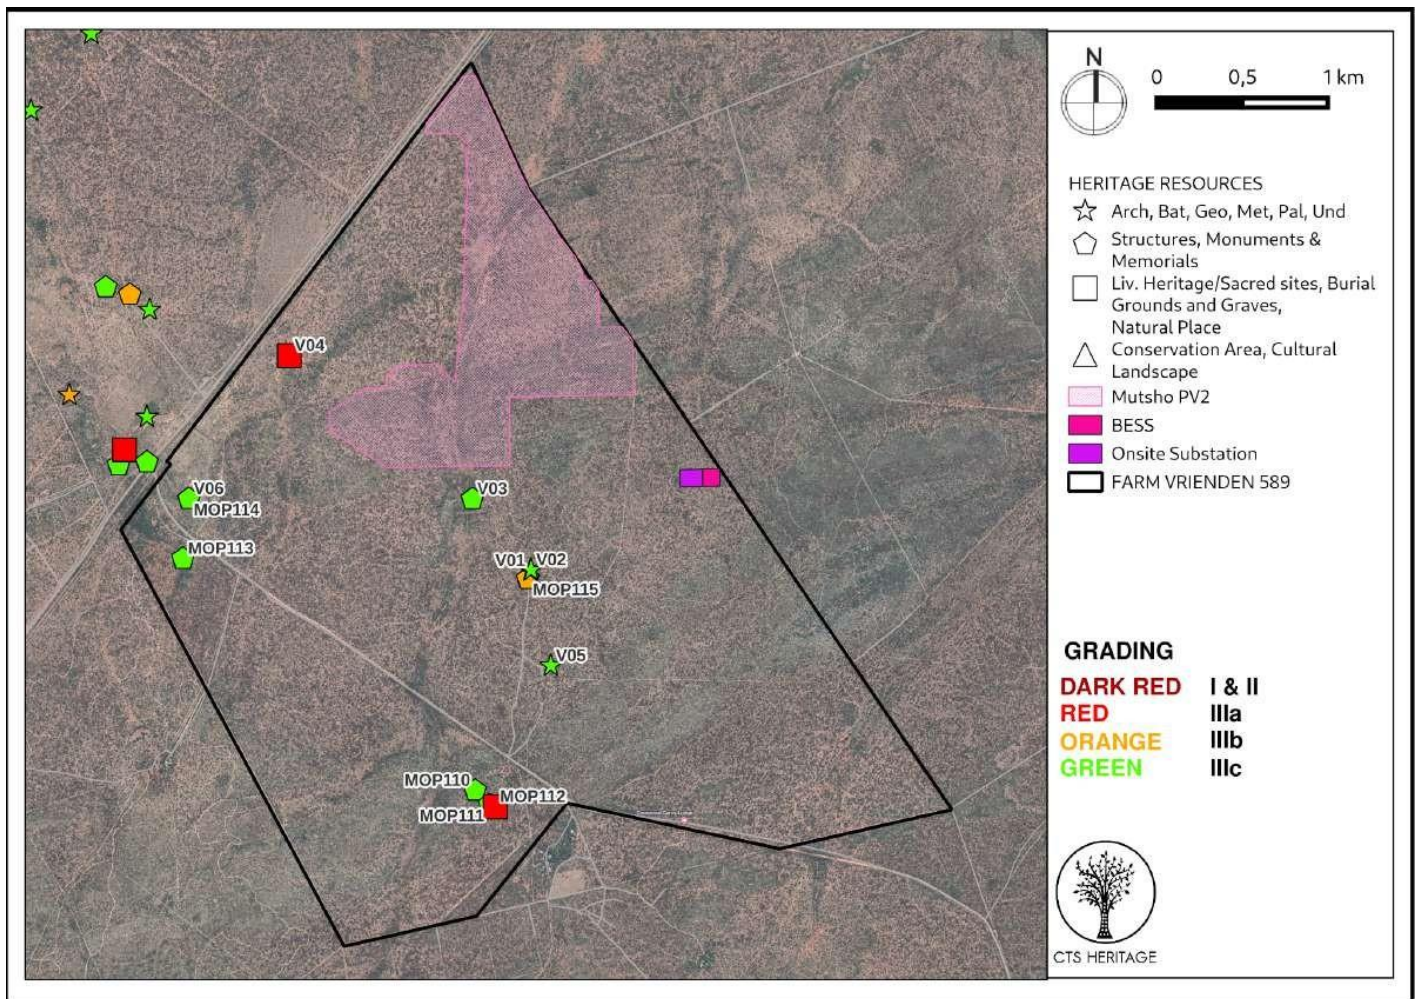 V04
V06
MOP114
V03
MOP113
V01
V02
MOP115
V05
MOP110
MOP112
MOP111
N
0 0,5 1 km
HERITAGE RESOURCES
Arch, Bat, Geo, Met, Pal, Und
Structures, Monuments &
Memorials
Liv. Heritage/Sacred sites, Burial
Grounds and Graves,
Natural Place
Conservation Area, Cultural
Landscape
Mutsho PV2
BESS
Onsite Substation
FARM VRIENDEN 589
GRADING
DARK RED I & II
RED IIIa
ORANGE IIIb
GREEN IIIc
CTS HERITAGE